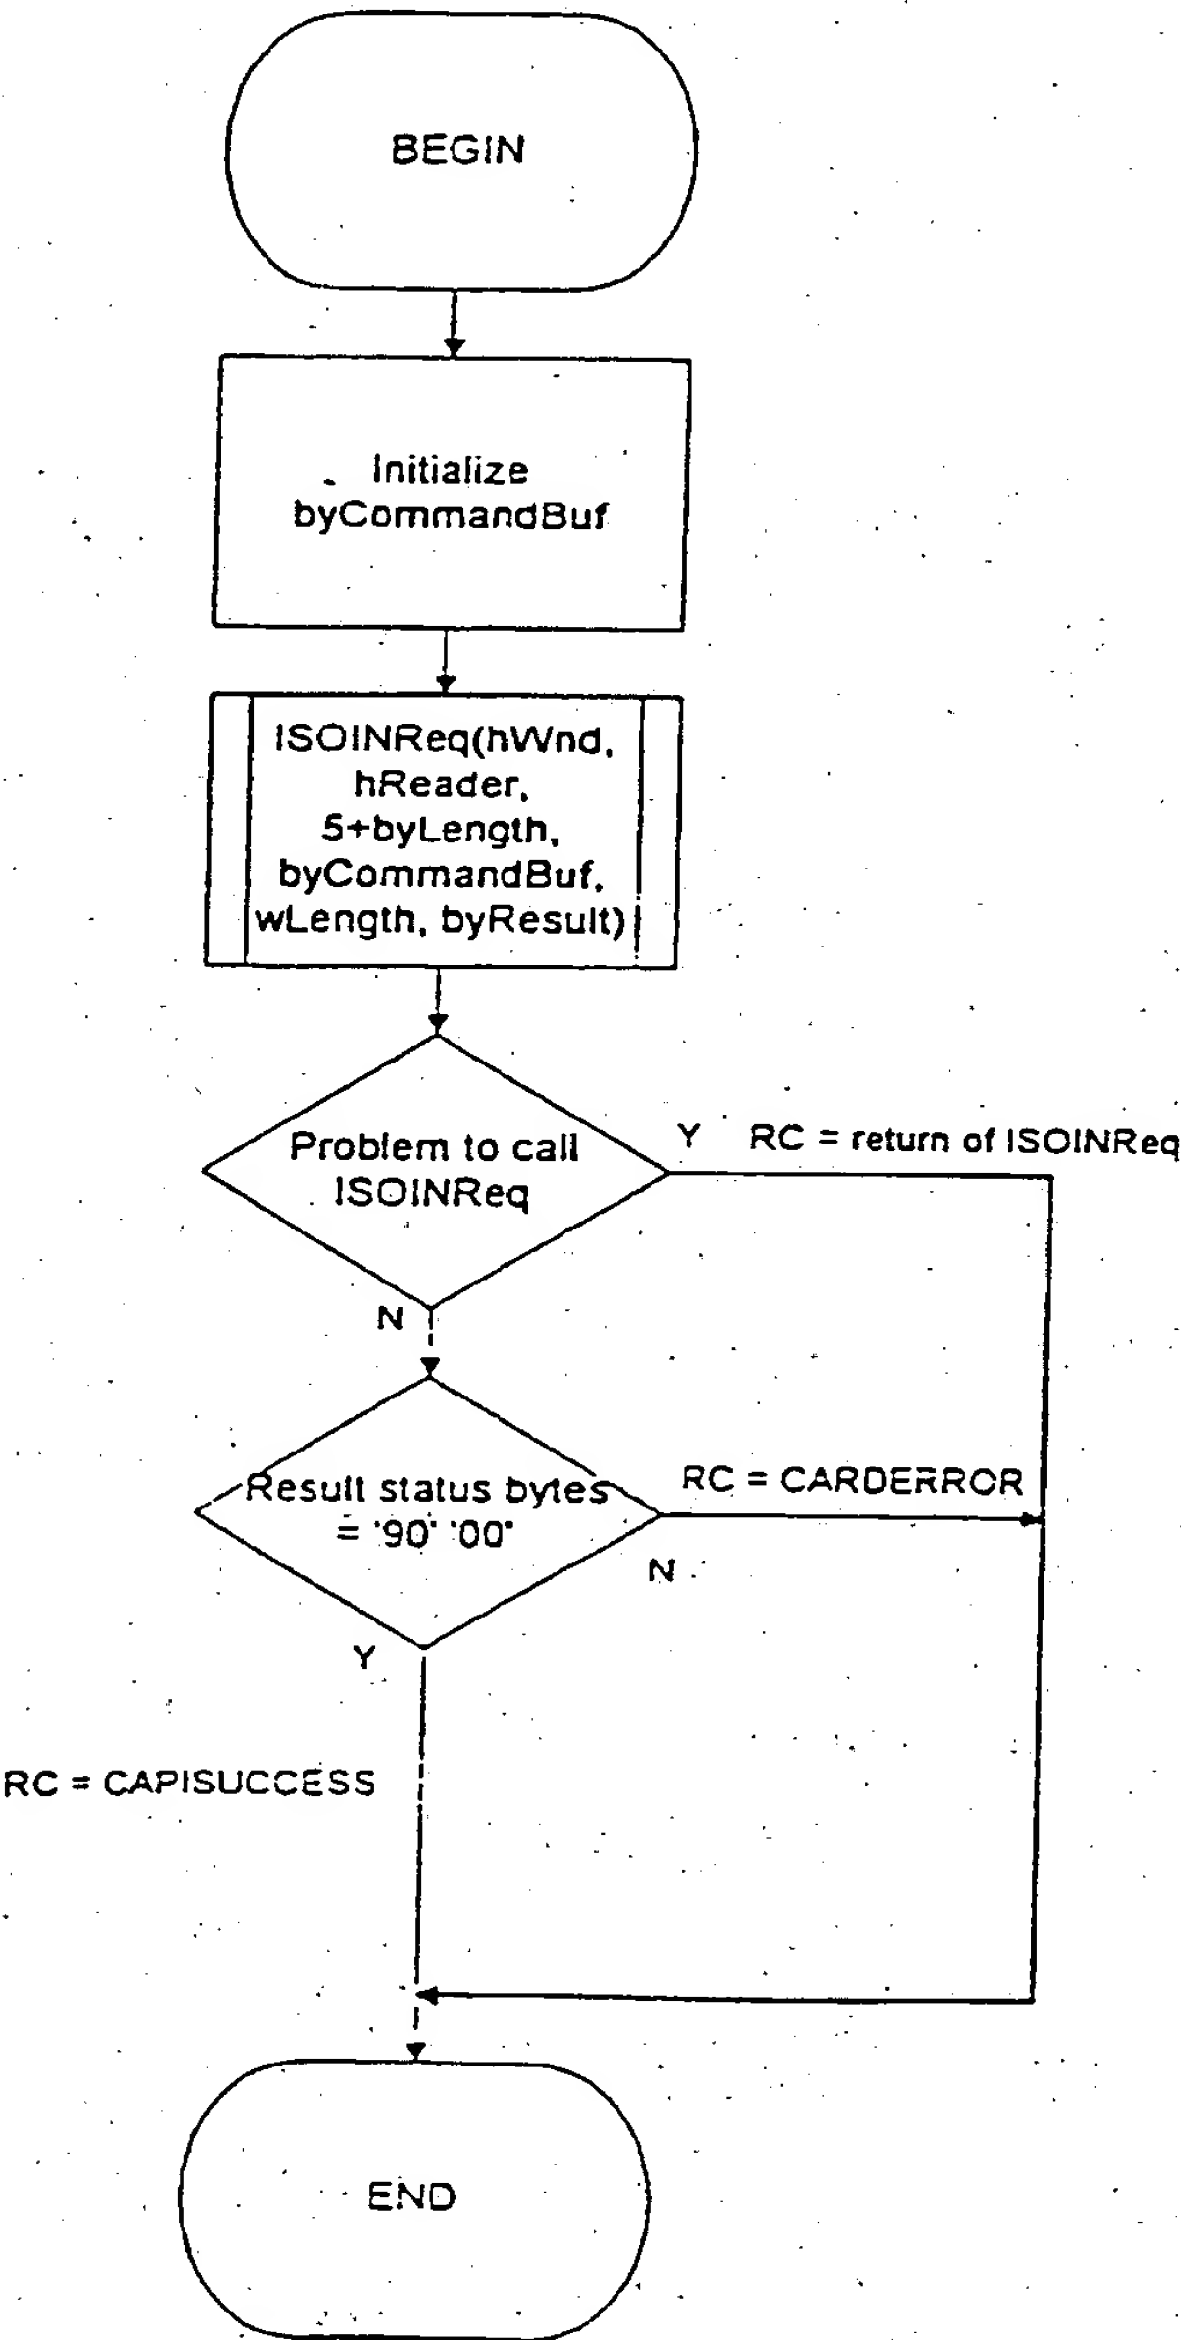 BEGIN
Initialize
byCommandBuf
ISOINReq(hWnd,
hReader,
5+byLength,
byCommandBuf,
wLength, byResult)
Problem to call
ISOINReq
Y
RC = return of ISOINReq
N
Result status bytes
= '90' '00'
RC = CARDERROR
N
Y
RC = CAPISUCCESS
END